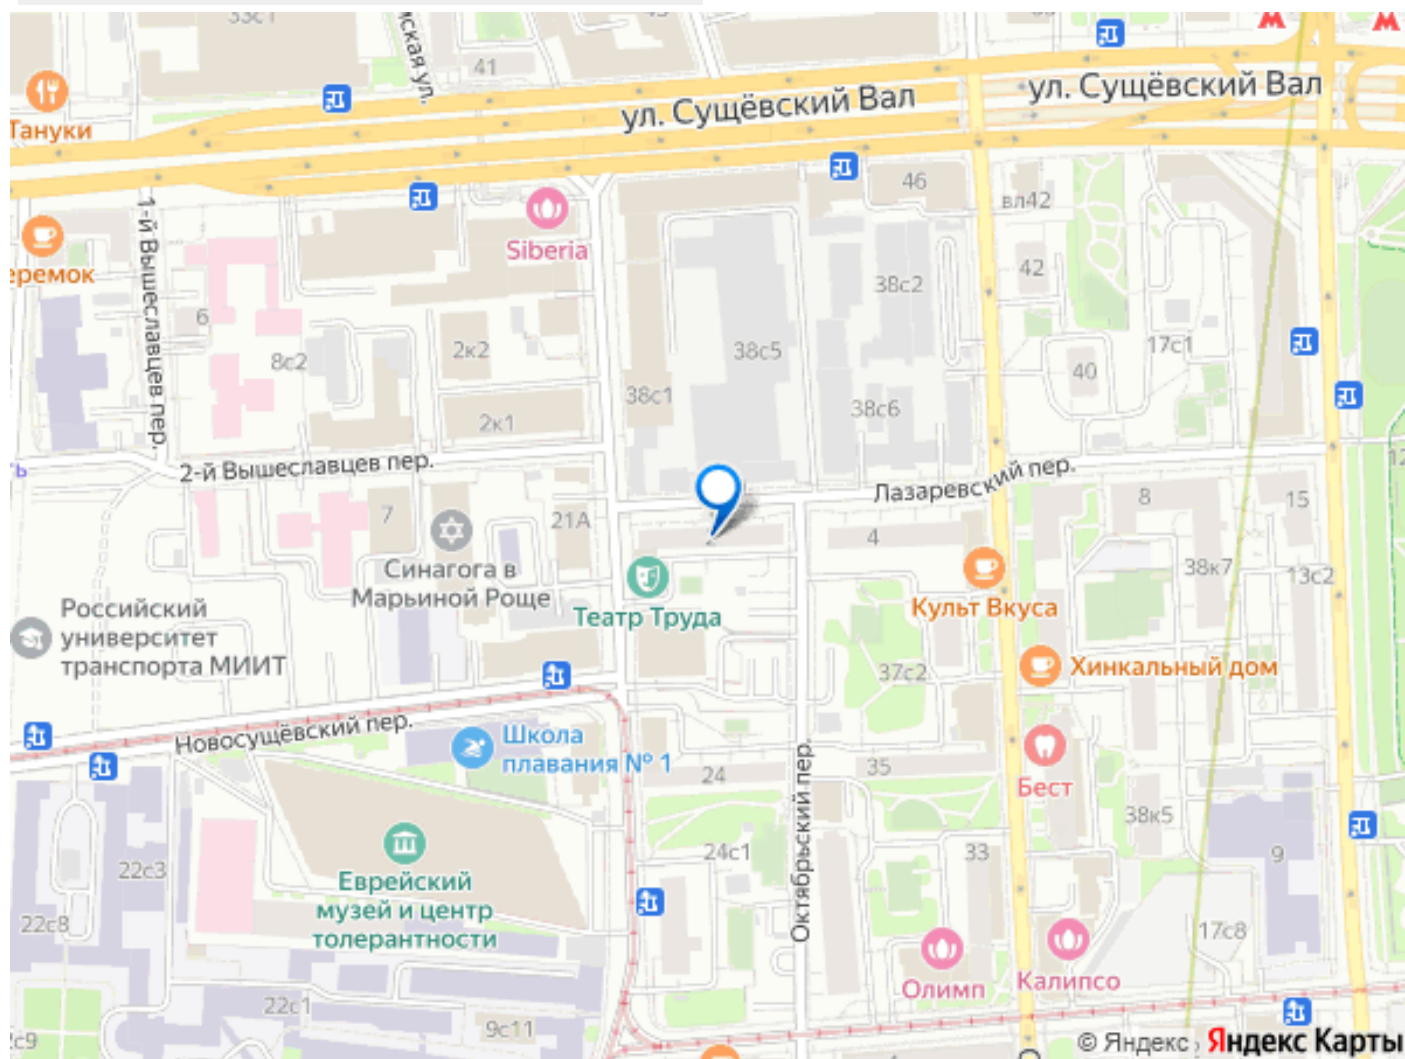 33с1
мская ул.
43
41
ул. Сущёвский Вал
ул. Сущёвский Вал
Тануки
46
вл42
1-й Вышеславцев пер.
Siberia
еремок
42
38с2
6
8с2
2к2
38с5
17с1
40
38с1
38с6
2к1
ть
2-й Вышеславцев пер.
Лазаревский пер.
12
7
21А
8
15
4
Синагога в
Марьиной Роще
38к7
13с2
Театр Труда
Культ Вкуса
Российский
университет
транспорта МИИТ
37с2
Хинкальный дом
Новосущёвский пер.
Школа
плавания № 1
24
35
Бест
Октябрьский пер.
38к5
22с3
24с1
33
9
Еврейский
музей и центр
толерантности
22с8
17с8
Олимп
Калипсо
22с1
9с11
с9
© Яндекс
Яндекс Карты